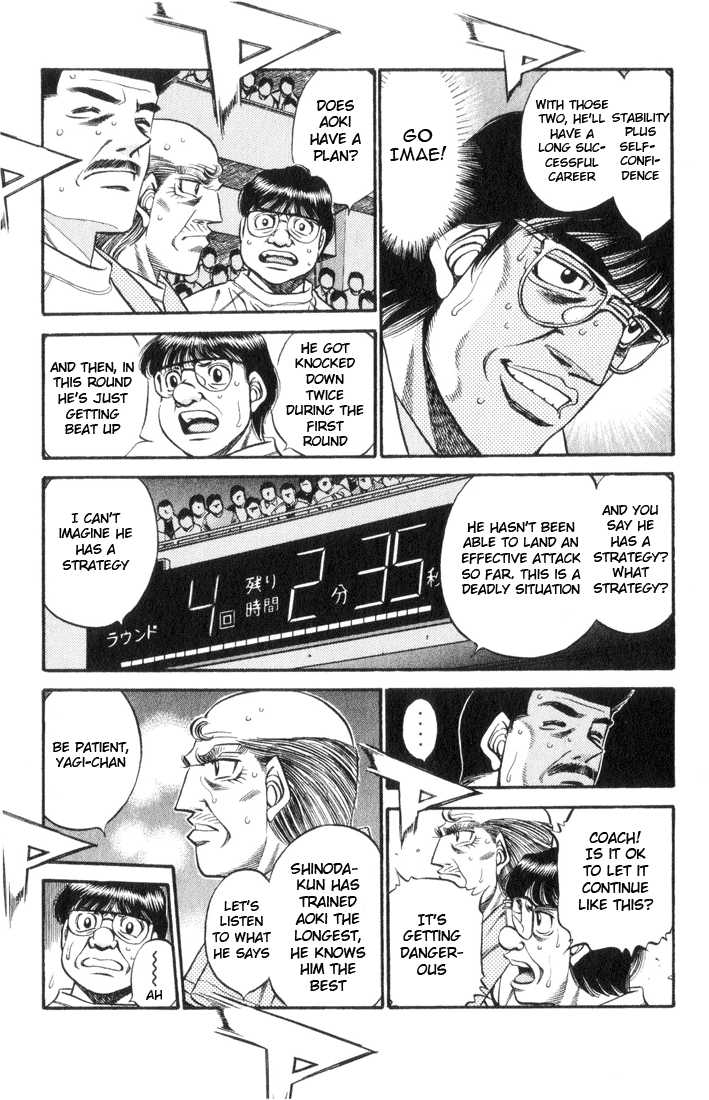 STABILITY
PLUS
SELF-
CONFI-
DENCE
WITH THOSE
TWO, HE'LL
HAVE A
LONG SUC-
CESSFUL
CAREER
GO
IMAE!
DOES
AOKI
HAVE A
PLAN?
HE GOT
KNOCKED
DOWN
TWICE
DURING THE
FIRST
ROUND
AND THEN, IN
THIS ROUND
HE'S JUST
GETTING
BEAT UP
AND YOU
SAY HE
HAS A
STRATEGY?
WHAT
STRATEGY?
HE HASN'T BEEN
ABLE TO LAND AN
EFFECTIVE ATTACK
SO FAR. THIS IS A
DEADLY SITUATION
I CAN'T
IMAGINE HE
HAS A
STRATEGY
ラウンド 4回 残り時間 2分35秒
....
COACH!
IS IT OK
TO LET IT
CONTINUE
LIKE THIS?
IT'S
GETTING
DANGER-
OUS
BE PATIENT,
YAGI-CHAN
SHINODA-
KUN HAS
TRAINED
AOKI THE
LONGEST,
HE KNOWS
HIM THE
BEST
LET'S
LISTEN
TO WHAT
HE SAYS
AH